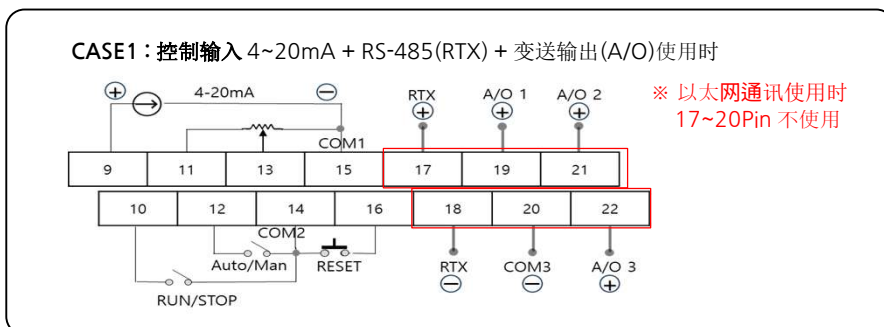 CASE1：控制输入 4~20mA + RS-485(RTX) + 变送输出(A/O)使用时
⊕ 4-20mA ⊖ RTX A/O 1 A/O 2
⊕ ⊕ ⊕
※ 以太网通讯使用时
17~20Pin 不使用
COM1
9 11 13 15 17 19 21
10 12 14 16 18 20 22
COM2
Auto/Man RESET RTX COM3 A/O 3
⊖ ⊖ ⊕
RUN/STOP